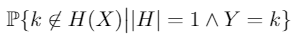 ℙ{k ∉ H(X)||H| = 1 ∧ Y = k}